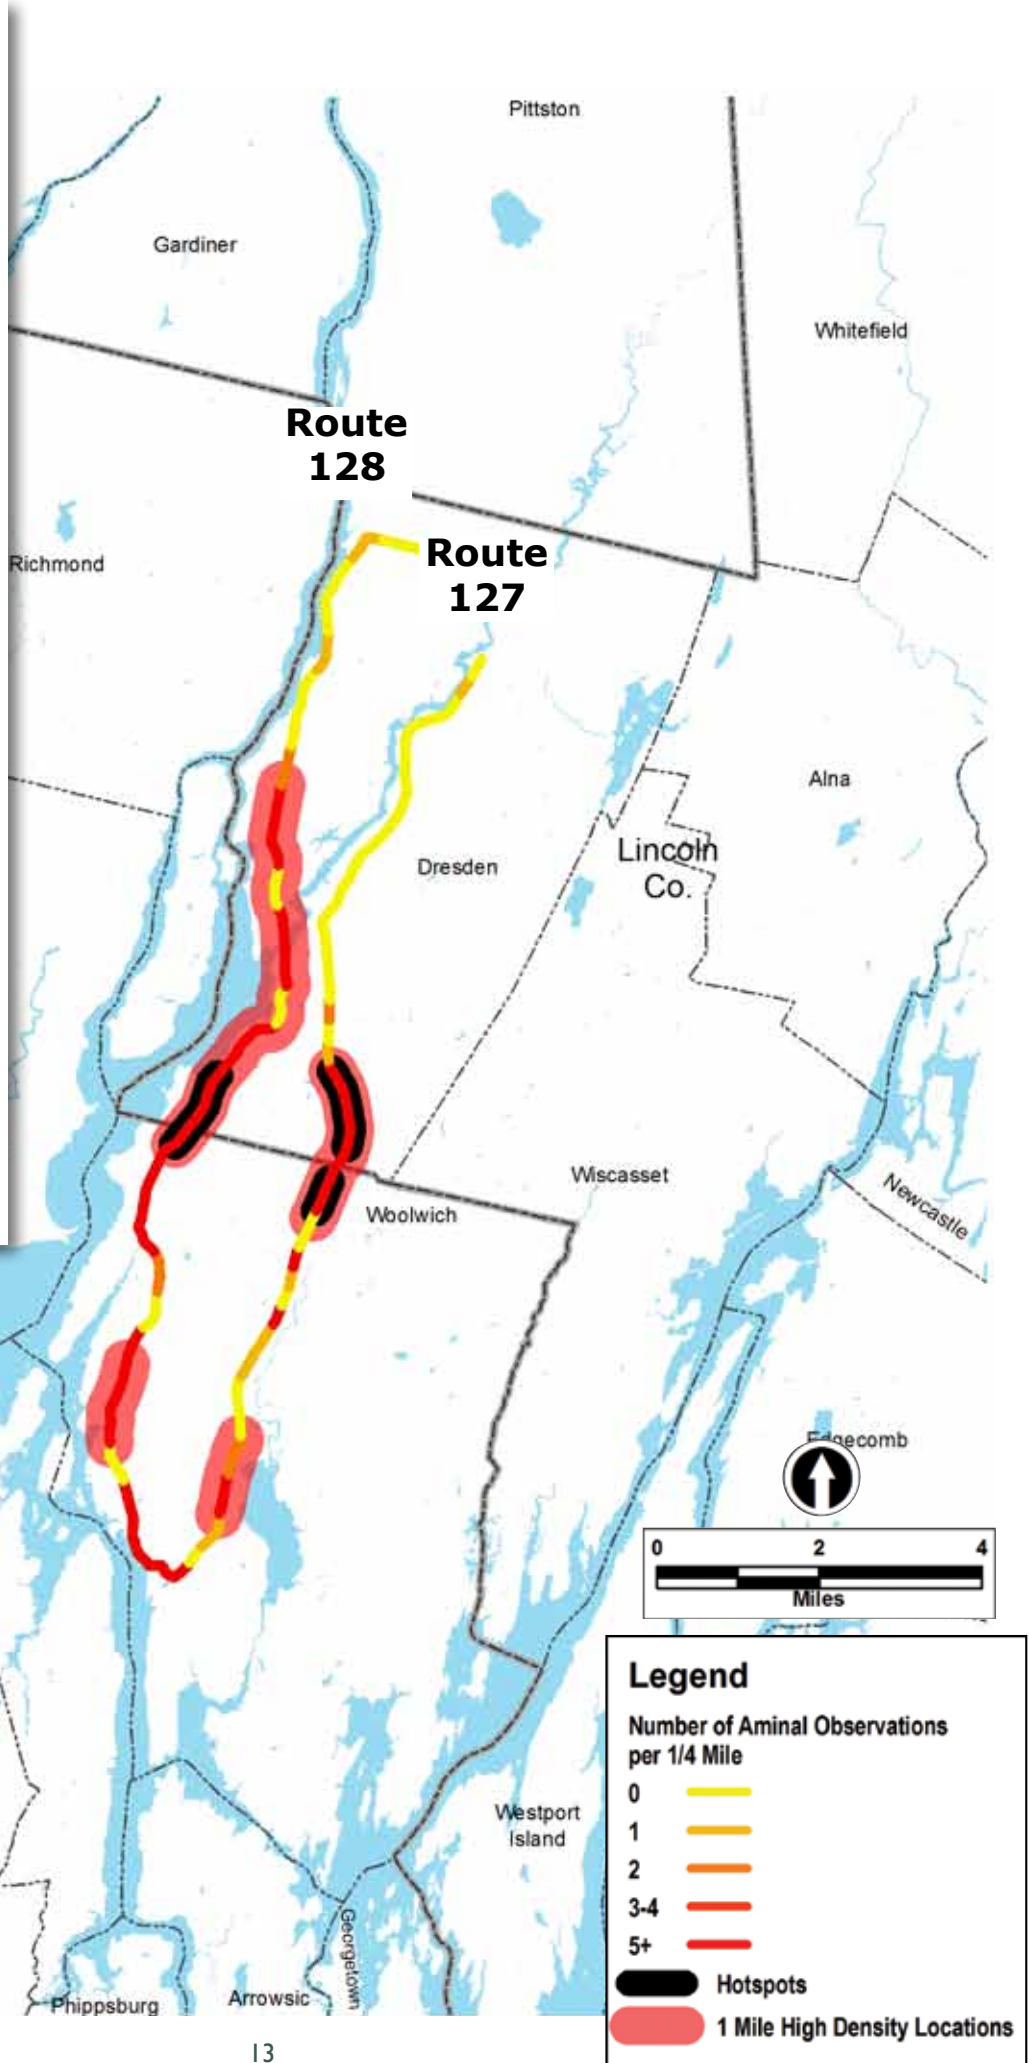 Pittston
Gardiner
Whitefield
Route
128
Richmond
Route
127
Alna
Lincoln
Co.
Dresden
Wiscasset
Newcastle
Woolwich
Edgecomb
0 2 4
Miles
Legend
Number of Aminal Observations
per 1/4 Mile
0
1
2
3-4
5+
Hotspots
1 Mile High Density Locations
Westport
Island
Georgetown
Phippsburg
Arrowsic
13